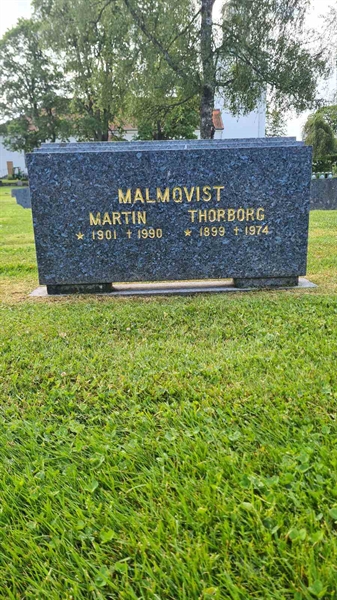 MALMQVIST
MARTIN THORBORG
* 1901 † 1990 * 1899 † 1974